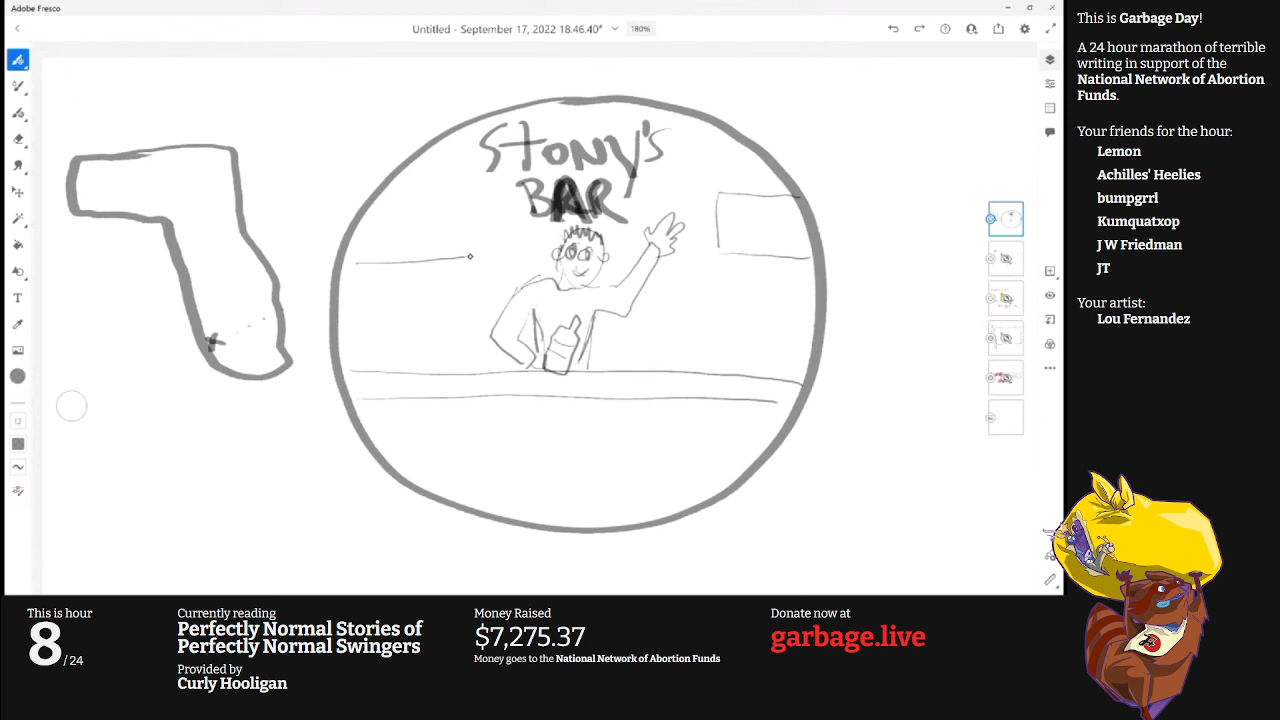 Adobe Fresco
Untitled - September 17, 2022 18.46.40*
180%
STONY'S
BAR
12
This is Garbage Day!
A 24 hour marathon of terrible
writing in support of the
National Network of Abortion
Funds.
Your friends for the hour:
Lemon
Achilles' Heelies
bumpgrrl
Kumquatxop
J W Friedman
JT
Your artist:
Lou Fernandez
This is hour
8/24
Currently reading
Perfectly Normal Stories of
Perfectly Normal Swingers
Provided by
Curly Hooligan
Money Raised
$7,275.37
Money goes to the National Network of Abortion Funds
Donate now at
garbage.live